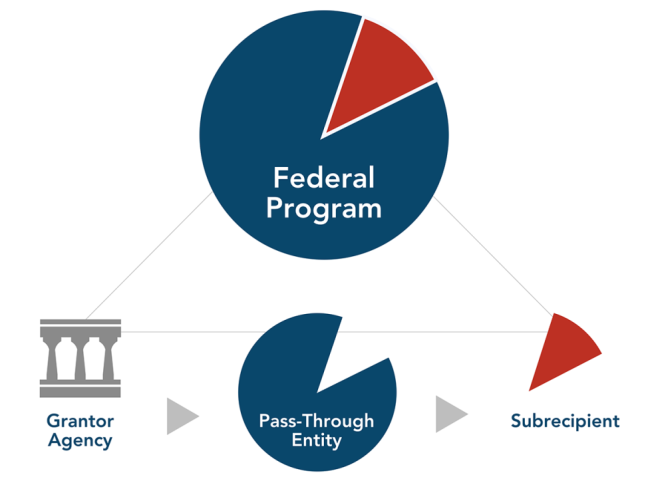 Federal
Program
Grantor
Agency
Pass-Through
Entity
Subrecipient